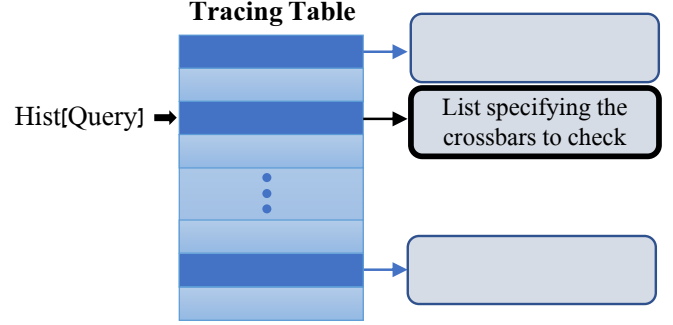 Tracing Table
Hist[Query]
List specifying the
crossbars to check